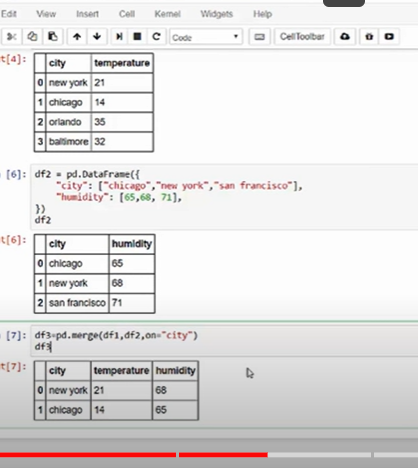 Edit View Insert Cell Kernel Widgets Help
Code CellToolbar
t[4]:
city temperature
0 new york 21
1 chicago 14
2 orlando 35
3 baltimore 32
[6]: df2 = pd.DataFrame({
"city": ["chicago","new york","san francisco"],
"humidity": [65,68, 71],
})
df2
t[6]:
city humidity
0 chicago 65
1 new york 68
2 san francisco 71
[7]: df3=pd.merge(df1,df2,on="city")
df3
t[7]:
city temperature humidity
0 new york 21 68
1 chicago 14 65